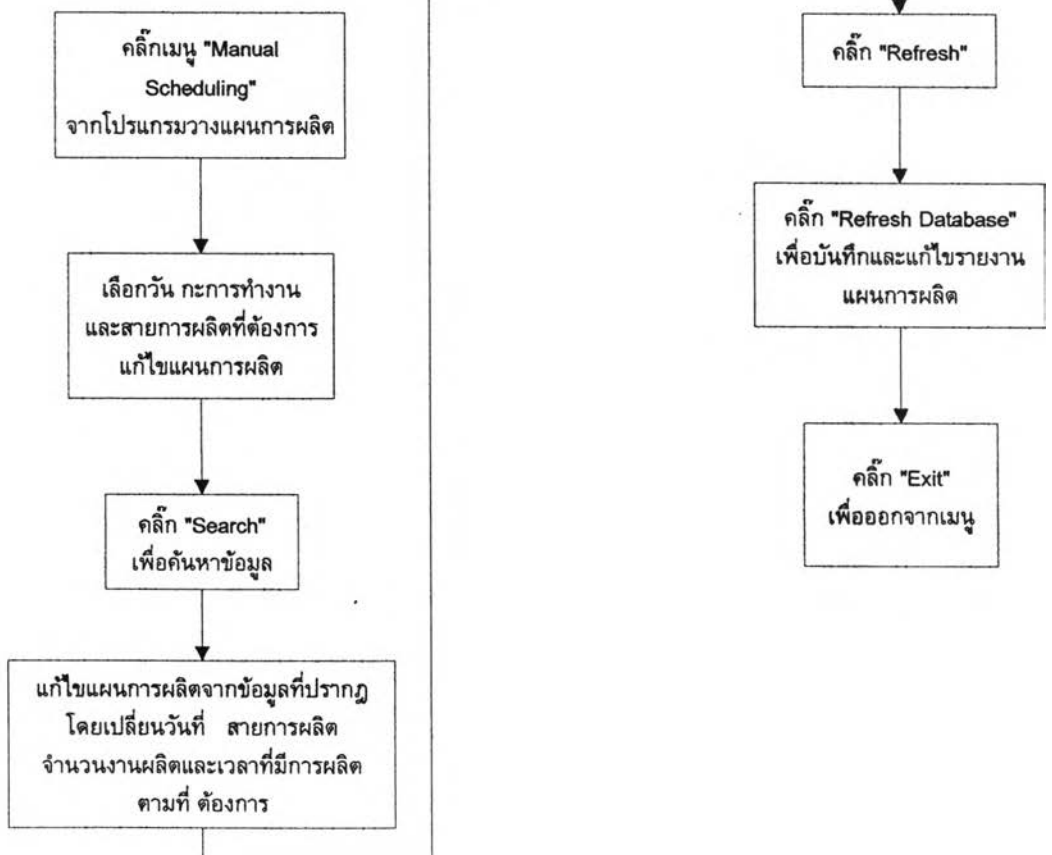 คลิ๊กเมนู "Manual
Scheduling"
จากโปรแกรมวางแผนการผลิต
เลือกวัน กะการทำงาน
และสายการผลิตที่ต้องการ
แก้ไขแผนการผลิต
คลิ๊ก "Search"
เพื่อค้นหาข้อมูล
แก้ไขแผนการผลิตจากข้อมูลที่ปรากฎ
โดยเปลี่ยนวันที่ สายการผลิต
จำนวนงานผลิตและเวลาที่มีการผลิต
ตามที่ ต้องการ
คลิ๊ก "Refresh"
คลิ๊ก "Refresh Database"
เพื่อบันทึกและแก้ไขรายงาน
แผนการผลิต
คลิ๊ก "Exit"
เพื่อออกจากเมนู